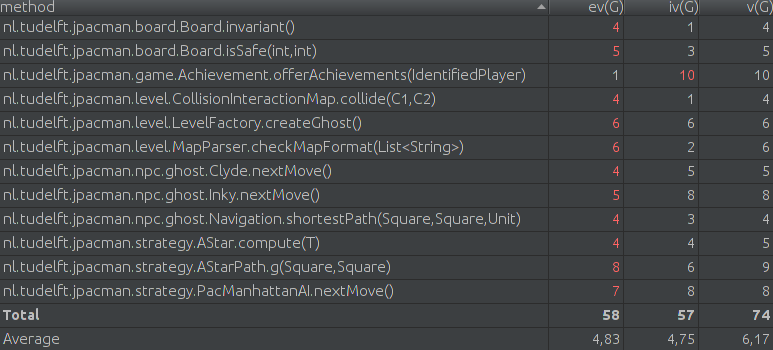 method ev(G) iv(G) v(G)
nl.tudelft.jpacman.board.Board.invariant() 4 1 4
nl.tudelft.jpacman.board.Board.isSafe(int,int) 5 3 5
nl.tudelft.jpacman.game.Achievement.offerAchievements(IdentifiedPlayer) 1 10 10
nl.tudelft.jpacman.level.CollisionInteractionMap.collide(C1,C2) 4 1 4
nl.tudelft.jpacman.level.LevelFactory.createGhost() 6 6 6
nl.tudelft.jpacman.level.MapParser.checkMapFormat(List<String>) 6 2 6
nl.tudelft.jpacman.npc.ghost.Clyde.nextMove() 4 5 5
nl.tudelft.jpacman.npc.ghost.Inky.nextMove() 5 8 8
nl.tudelft.jpacman.npc.ghost.Navigation.shortestPath(Square,Square,Unit) 4 3 4
nl.tudelft.jpacman.strategy.AStar.compute(T) 4 4 5
nl.tudelft.jpacman.strategy.AStarPath.g(Square,Square) 8 6 9
nl.tudelft.jpacman.strategy.PacManhattanAI.nextMove() 7 8 8
Total 58 57 74
Average 4,83 4,75 6,17